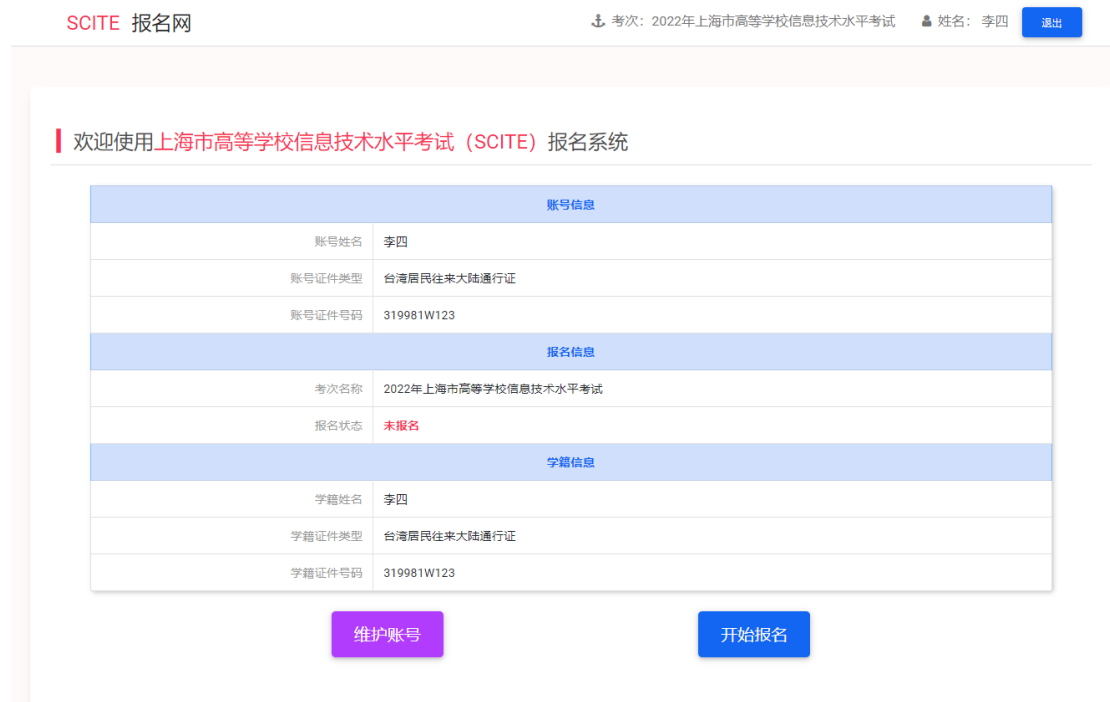 SCITE 报名网 考次：2022年上海市高等学校信息技术水平考试 姓名： 李四 退出
欢迎使用上海市高等学校信息技术水平考试（SCITE）报名系统
账号信息
账号姓名 李四
账号证件类型 台湾居民往来大陆通行证
账号证件号码 319981W123
报名信息
考次名称 2022年上海市高等学校信息技术水平考试
报名状态 未报名
学籍信息
学籍姓名 李四
学籍证件类型 台湾居民往来大陆通行证
学籍证件号码 319981W123
维护账号 开始报名